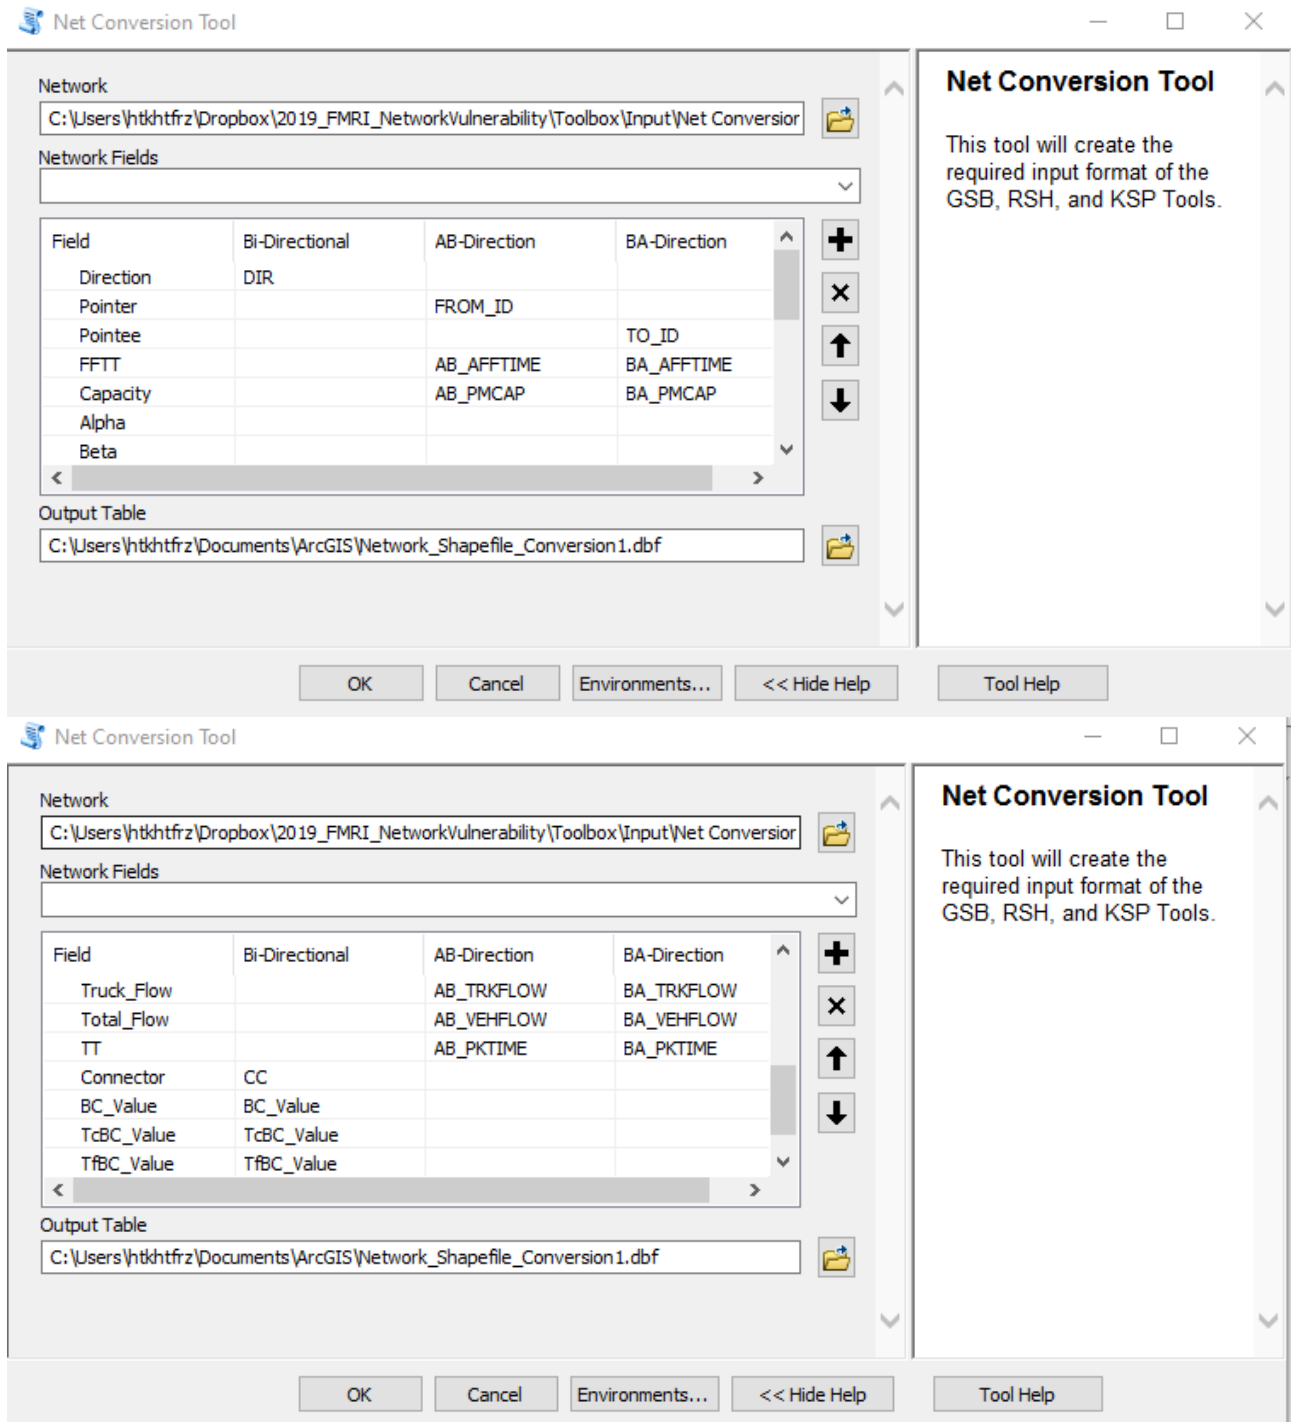 Net Conversion Tool
Network
C:\Users\htkhtfrz\Dropbox\2019_FMRI_NetworkVulnerability\Toolbox\Input\Net Conversior
Network Fields
Field Bi-Directional AB-Direction BA-Direction
Direction DIR
Pointer FROM_ID
Pointee TO_ID
FFTT AB_AFFTIME BA_AFFTIME
Capacity AB_PMCAP BA_PMCAP
Alpha
Beta
Output Table
C:\Users\htkhtfrz\Documents\ArcGIS\Network_Shapefile_Conversion1.dbf
Net Conversion Tool
This tool will create the
required input format of the
GSB, RSH, and KSP Tools.
OK Cancel Environments... << Hide Help Tool Help
Net Conversion Tool
Network
C:\Users\htkhtfrz\Dropbox\2019_FMRI_NetworkVulnerability\Toolbox\Input\Net Conversior
Network Fields
Field Bi-Directional AB-Direction BA-Direction
Truck_Flow AB_TRKFLOW BA_TRKFLOW
Total_Flow AB_VEHFLOW BA_VEHFLOW
TT AB_PKTIME BA_PKTIME
Connector CC
BC_Value BC_Value
TcBC_Value TcBC_Value
TfBC_Value TfBC_Value
Output Table
C:\Users\htkhtfrz\Documents\ArcGIS\Network_Shapefile_Conversion1.dbf
Net Conversion Tool
This tool will create the
required input format of the
GSB, RSH, and KSP Tools.
OK Cancel Environments... << Hide Help Tool Help